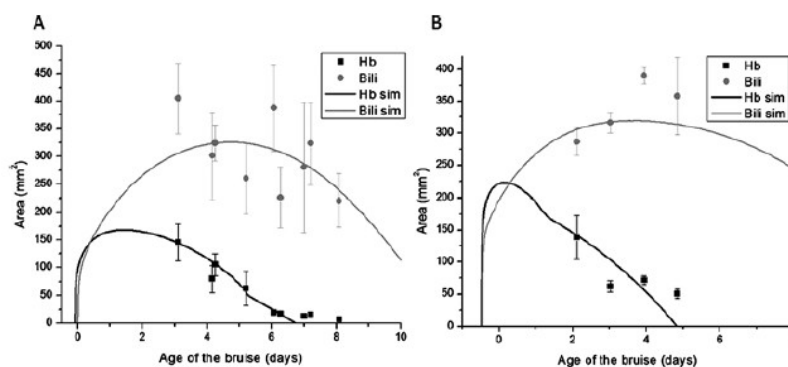 A
500
450
400
350
300
250
200
150
100
50
0
Area (mm²)
0 2 4 6 8 10
Age of the bruise (days)
Hb
Bili
Hb sim
Bili sim
B
450
400
350
300
250
200
150
100
50
0
Area (mm²)
0 2 4 6
Age of the bruise (days)
Hb
Bili
Hb sim
Bili sim